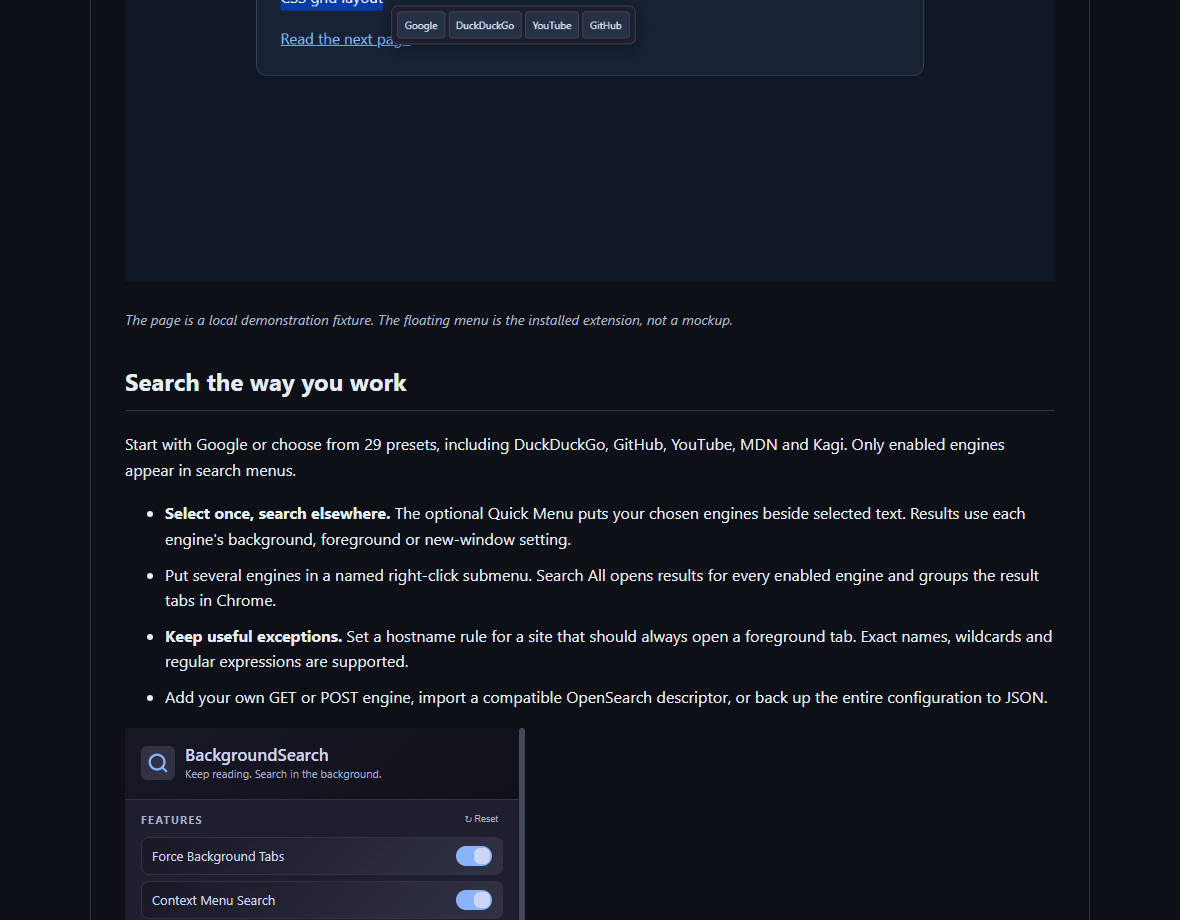 CSS grid layout
Google DuckDuckGo YouTube GitHub
Read the next page
The page is a local demonstration fixture. The floating menu is the installed extension, not a mockup.
Search the way you work
Start with Google or choose from 29 presets, including DuckDuckGo, GitHub, YouTube, MDN and Kagi. Only enabled engines
appear in search menus.
• Select once, search elsewhere. The optional Quick Menu puts your chosen engines beside selected text. Results use each
engine's background, foreground or new-window setting.
• Put several engines in a named right-click submenu. Search All opens results for every enabled engine and groups the result
tabs in Chrome.
• Keep useful exceptions. Set a hostname rule for a site that should always open a foreground tab. Exact names, wildcards and
regular expressions are supported.
• Add your own GET or POST engine, import a compatible OpenSearch descriptor, or back up the entire configuration to JSON.
BackgroundSearch
Keep reading. Search in the background.
FEATURES
↻ Reset
Force Background Tabs
Context Menu Search